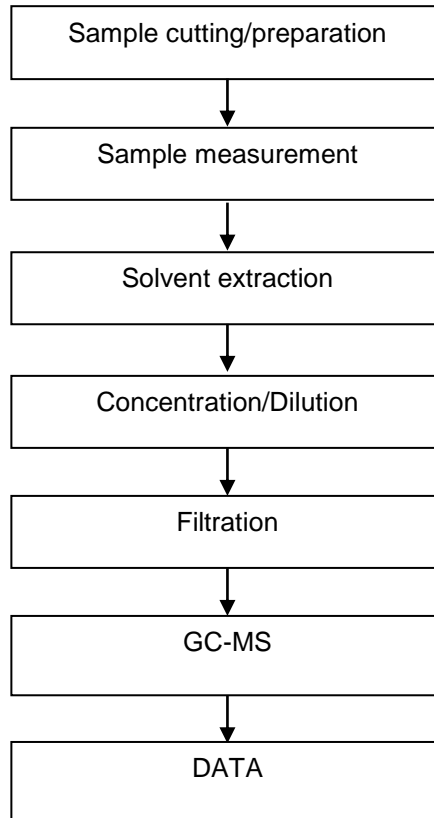 Sample cutting/preparation
Sample measurement
Solvent extraction
Concentration/Dilution
Filtration
GC-MS
DATA